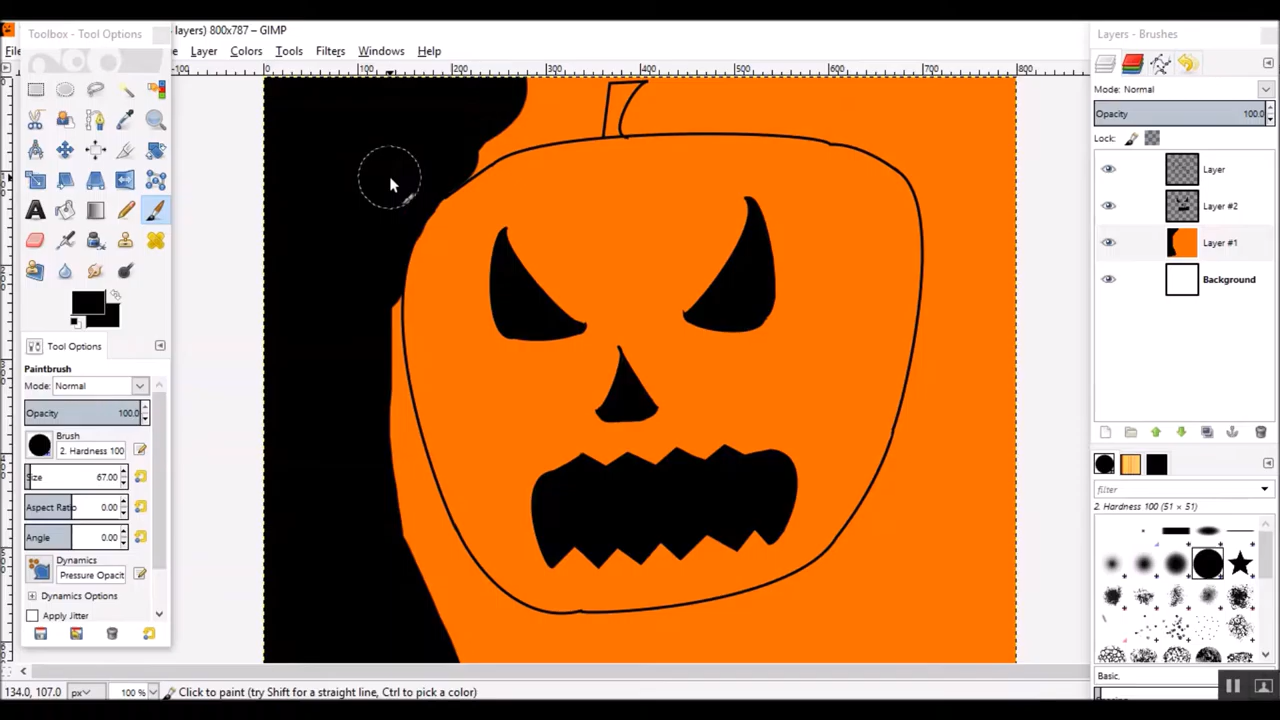 Toolbox - Tool Options
layers) 800x787 – GIMP
Layers - Brushes
File Layer Colors Tools Filters Windows Help
-100 0 100 200 300 400 500 600 700 800
Mode: Normal
Opacity 100.0
Lock:
Layer
Layer #2
Layer #1
Background
Tool Options
Paintbrush
Mode: Normal
Opacity 100.0
Brush
2. Hardness 100
Size 67.00
Aspect Ratio 0.00
Angle 0.00
Dynamics
Pressure Opacit
Dynamics Options
Apply Jitter
filter
2. Hardness 100 (51 × 51)
Basic,
134.0, 107.0 px 100 % Click to paint (try Shift for a straight line, Ctrl to pick a color)